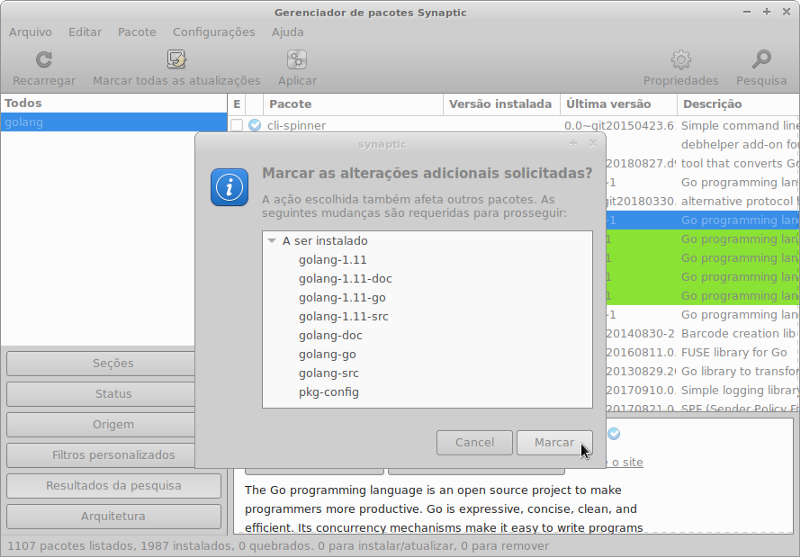 Gerenciador de pacotes Synaptic
Arquivo Editar Pacote Configurações Ajuda
Recarregar Marcar todas as atualizações Aplicar Propriedades Pesquisa
Todos
golang
E Pacote Versão instalada Última versão Descrição
cli-spinner 0.0~git20150423.6 Simple command line
debhelper add-on fo
20180827.d tool that converts Go
-1 Go programming lan
git20180330. alternative protocol b
-1 Go programming lan
1 Go programming lan
1 Go programming lan
1 Go programming lan
1 Go programming lan
-1 Go programming lan
20140830-2 Barcode creation lib
20160811.0 FUSE library for Go
20130829.2 Go library to transfor
20170910.0 Simple logging library
20170821.0 SPF (Sender Policy F
synaptic
Marcar as alterações adicionais solicitadas?
A ação escolhida também afeta outros pacotes. As
seguintes mudanças são requeridas para prosseguir:
A ser instalado
golang-1.11
golang-1.11-doc
golang-1.11-go
golang-1.11-src
golang-doc
golang-go
golang-src
pkg-config
Cancel Marcar
Seções
Status
Origem
Filtros personalizados
Resultados da pesquisa
Arquitetura
o site
The Go programming language is an open source project to make
programmers more productive. Go is expressive, concise, clean, and
efficient. Its concurrency mechanisms make it easy to write programs
1107 pacotes listados, 1987 instalados, 0 quebrados. 0 para instalar/atualizar, 0 para remover